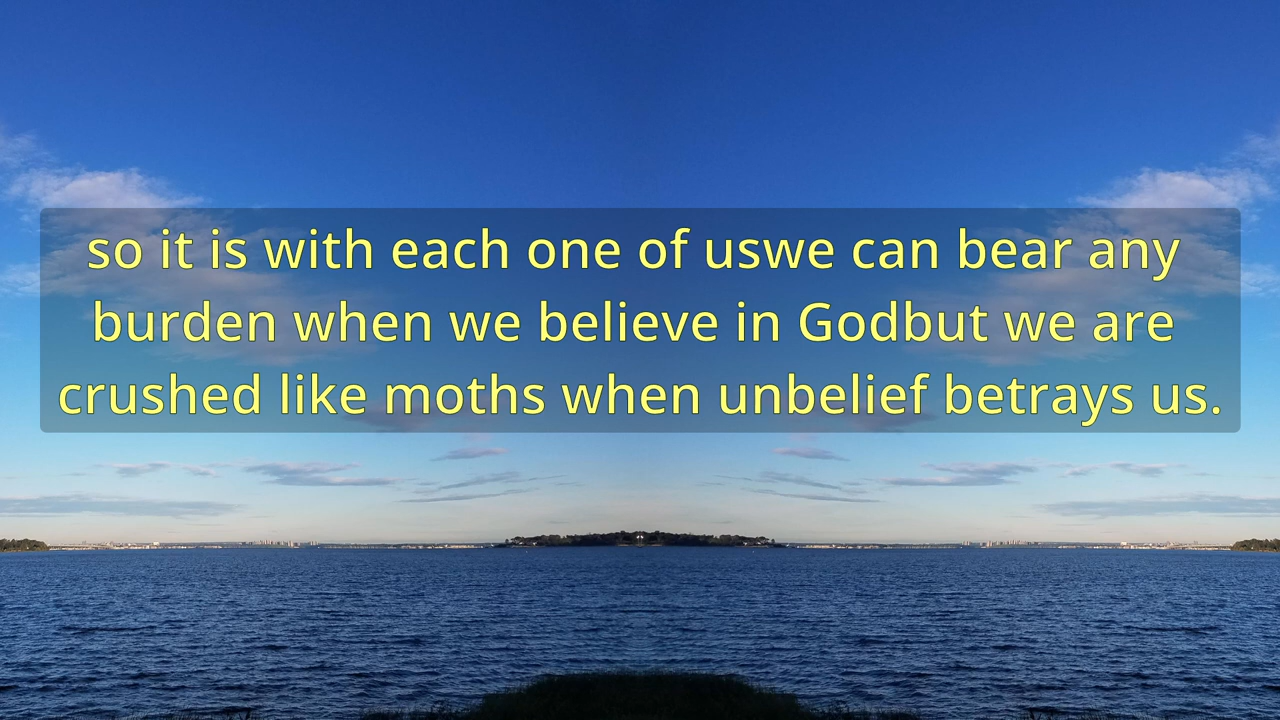 so it is with each one of uswe can bear any
burden when we believe in Godbut we are
crushed like moths when unbelief betrays us.